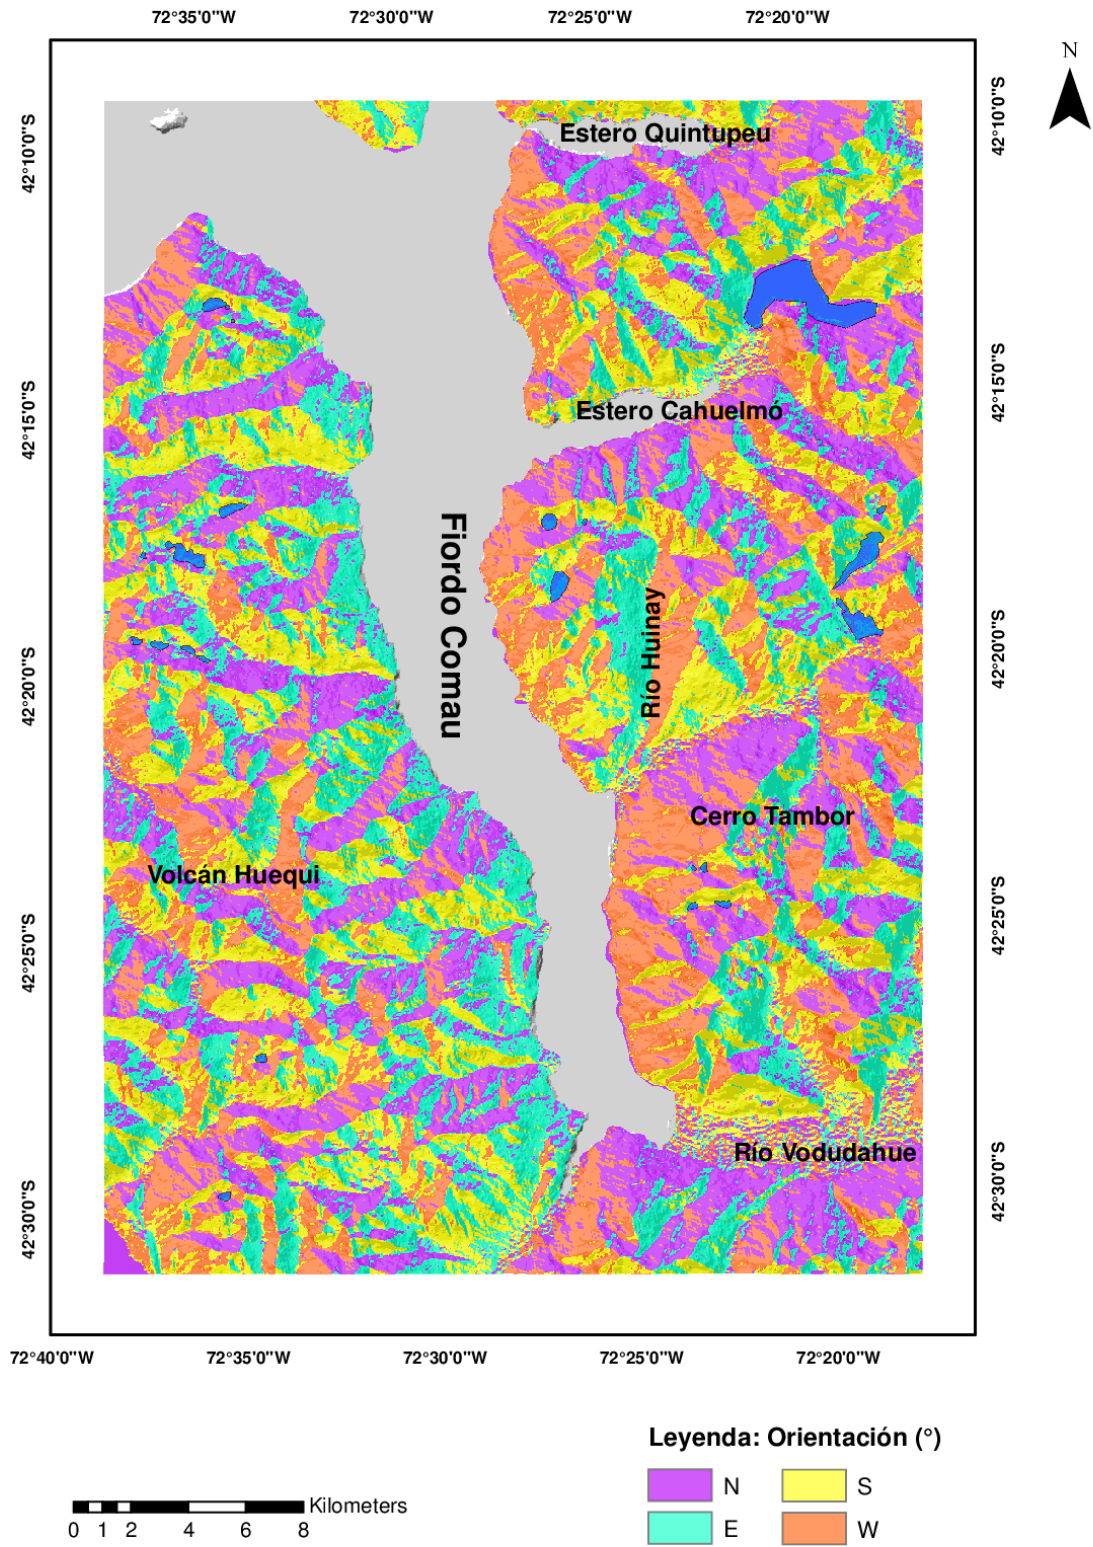 72°35'0"W 72°30'0"W 72°25'0"W 72°20'0"W
N
42°10'0"S
42°10'0"S
Estero Quintupeu
42°15'0"S
42°15'0"S
Estero Cahuelmó
Fiordo Comau
Río Huinay
42°20'0"S
42°20'0"S
Cerro Tambor
Volcán Huequi
42°25'0"S
42°25'0"S
Río Vodudahue
42°30'0"S
42°30'0"S
72°40'0"W 72°35'0"W 72°30'0"W 72°25'0"W 72°20'0"W
Leyenda: Orientación (°)
N S
E W
Kilometers
0 1 2 4 6 8